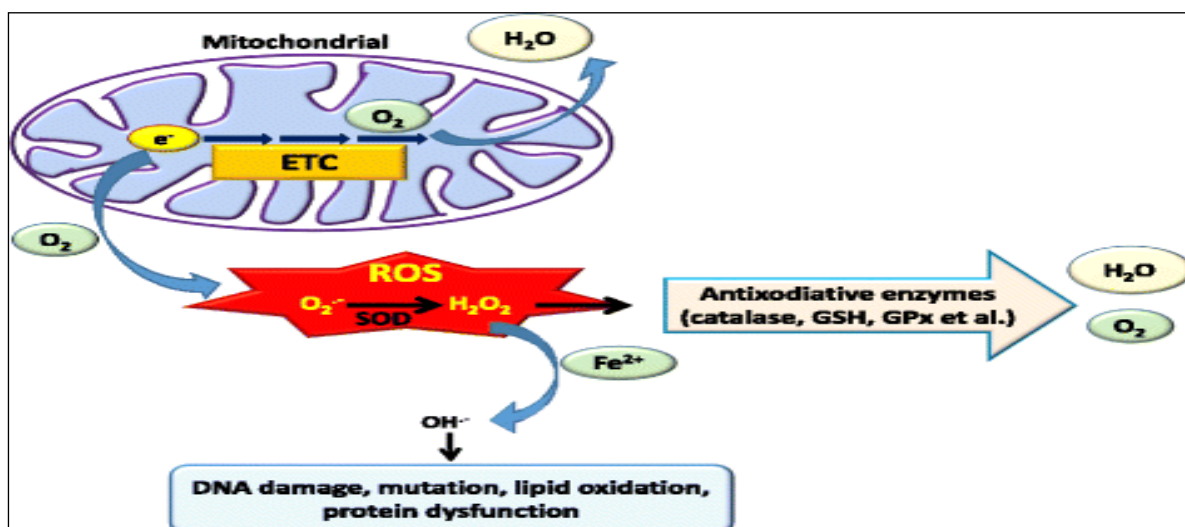 Mitochondrial
H₂O
O₂
e⁻
ETC
O₂
ROS
O₂·⁻
H₂O₂
SOD
Antixodiative enzymes
(catalase, GSH, GPx et al.)
H₂O
O₂
Fe²⁺
OH·⁻
DNA damage, mutation, lipid oxidation,
protein dysfunction